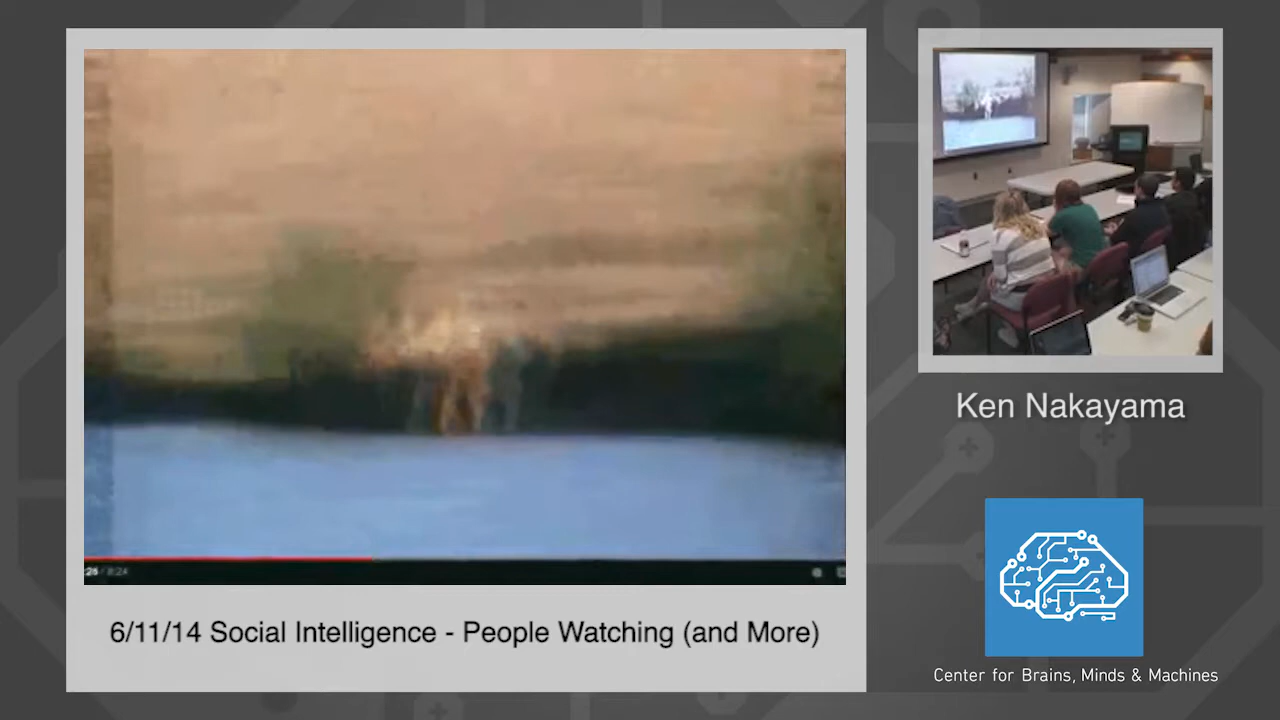 6/11/14 Social Intelligence - People Watching (and More)
Ken Nakayama
Center for Brains, Minds & Machines